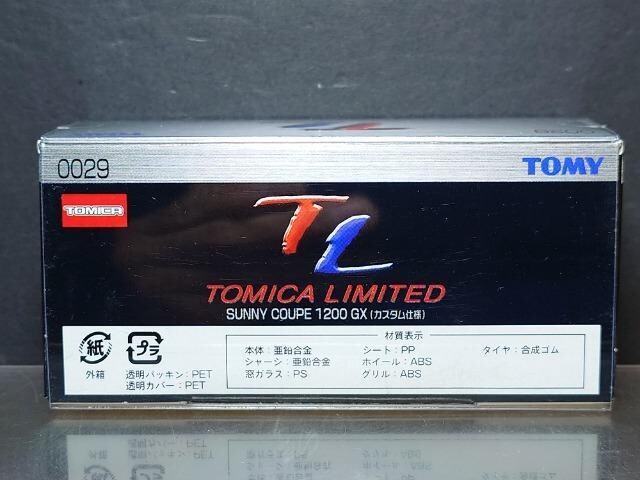 0029
TOMY
TOMICA
TL
TOMICA LIMITED
SUNNY COUPE 1200 GX(カスタム仕様)
紙
外箱
プラ
透明パッキン:PET
透明カバー:PET
材質表示
本体:亜鉛合金 シート:PP タイヤ:合成ゴム
シャーシ:亜鉛合金 ホイール:ABS
窓ガラス:PS グリル:ABS